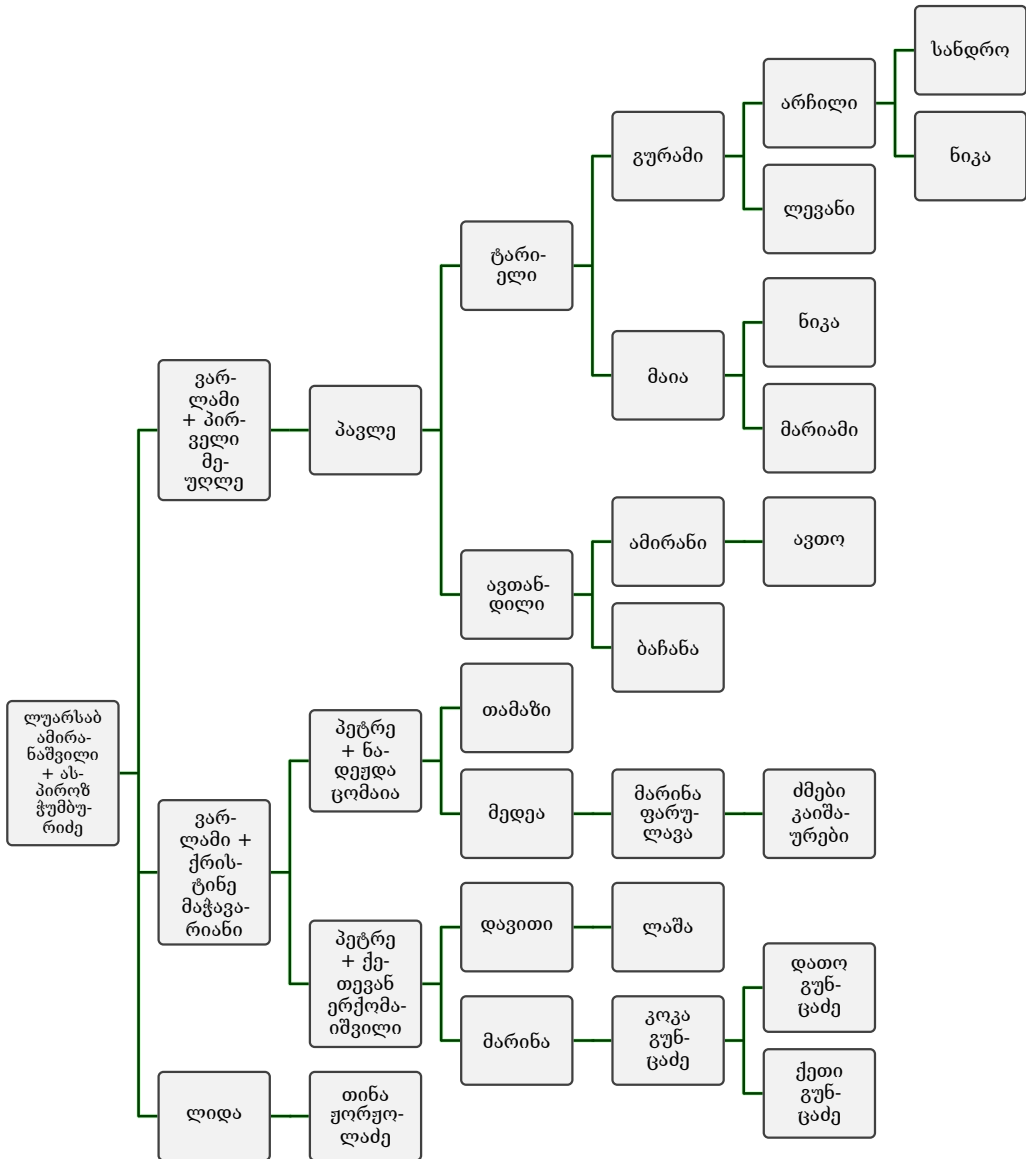 სანდრო
არჩილი
ნიკა
გურამი
ლევანი
ტარი-
ელი
ნიკა
მაია
მარიამი
ვარ-
ლამი
+ პირ-
ველი
მე-
უღლე
პავლე
ამირანი
ავთო
ავთან-
დილი
ბაჩანა
ლუარსაბ
ამირა-
ნაშვილი
+ ას-
პიროზ
ჭუმბუ-
რიძე
თამაზი
პეტრე
+ ნა-
დეჟდა
ცომაია
მედეა
მარინა
ფარუ-
ლავა
ძმები
კაიშა-
ურები
ვარ-
ლამი +
ქრის-
ტინე
მაჭავა-
რიანი
დავითი
ლაშა
პეტრე
+ ქე-
თევან
ერქომა-
იშვილი
მარინა
კოკა
გუნ-
ცაძე
დათო
გუნ-
ცაძე
ქეთი
გუნ-
ცაძე
ლიდა
თინა
ჟორჟო-
ლაძე